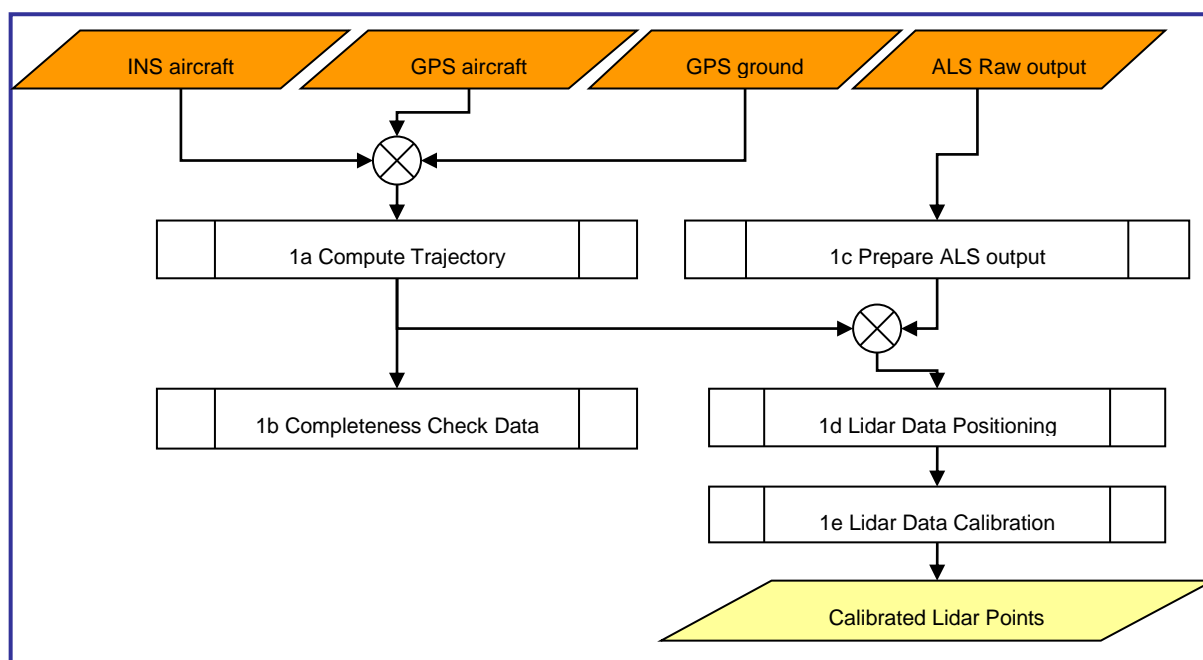 INS aircraft
GPS aircraft
GPS ground
ALS Raw output
1a Compute Trajectory
1c Prepare ALS output
1b Completeness Check Data
1d Lidar Data Positioning
1e Lidar Data Calibration
Calibrated Lidar Points